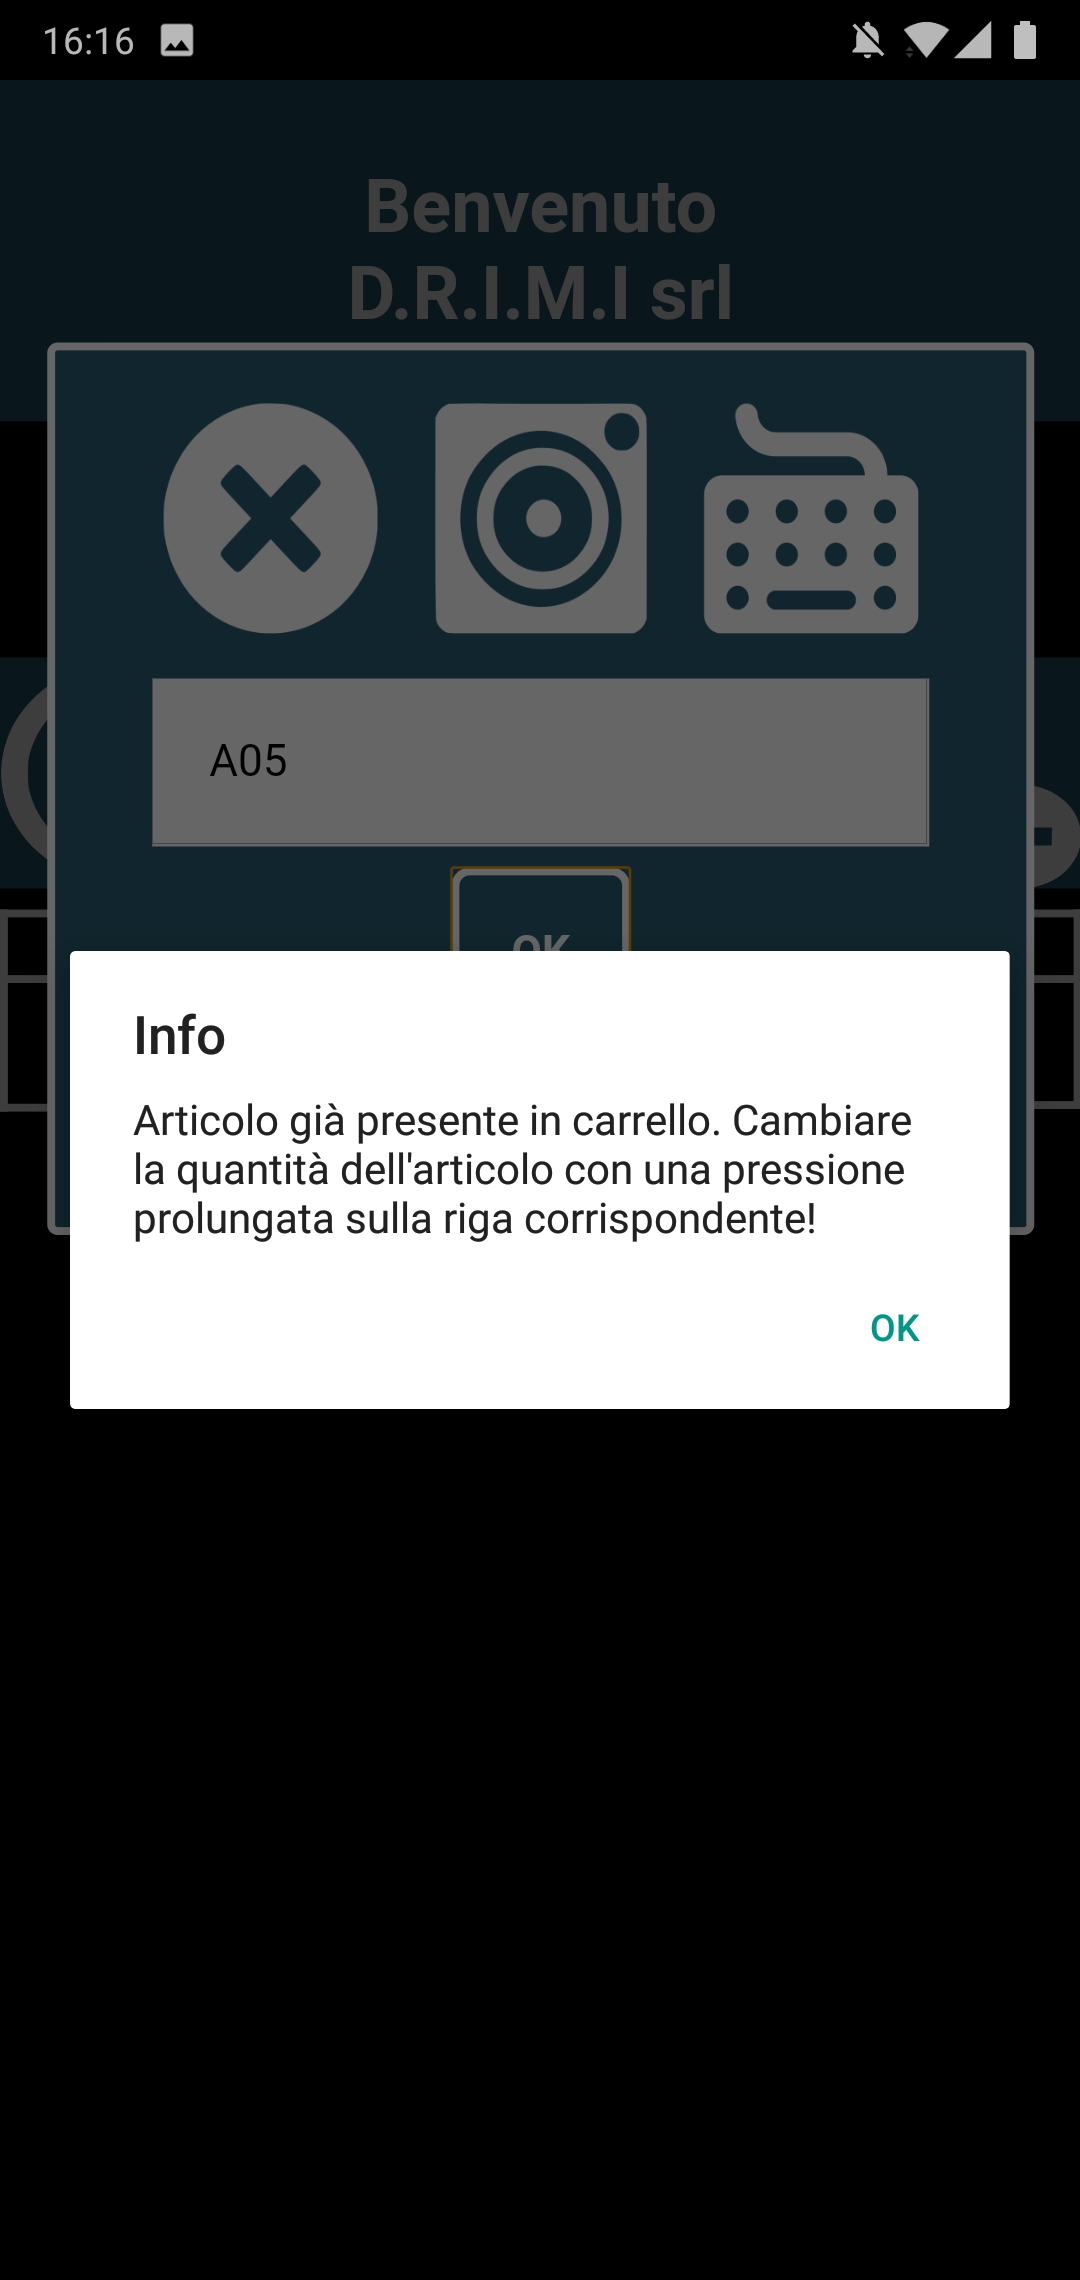 16:16
Benvenuto
D.R.I.M.I srl
A05
OK
Info
Articolo già presente in carrello. Cambiare
la quantità dell'articolo con una pressione
prolungata sulla riga corrispondente!
OK